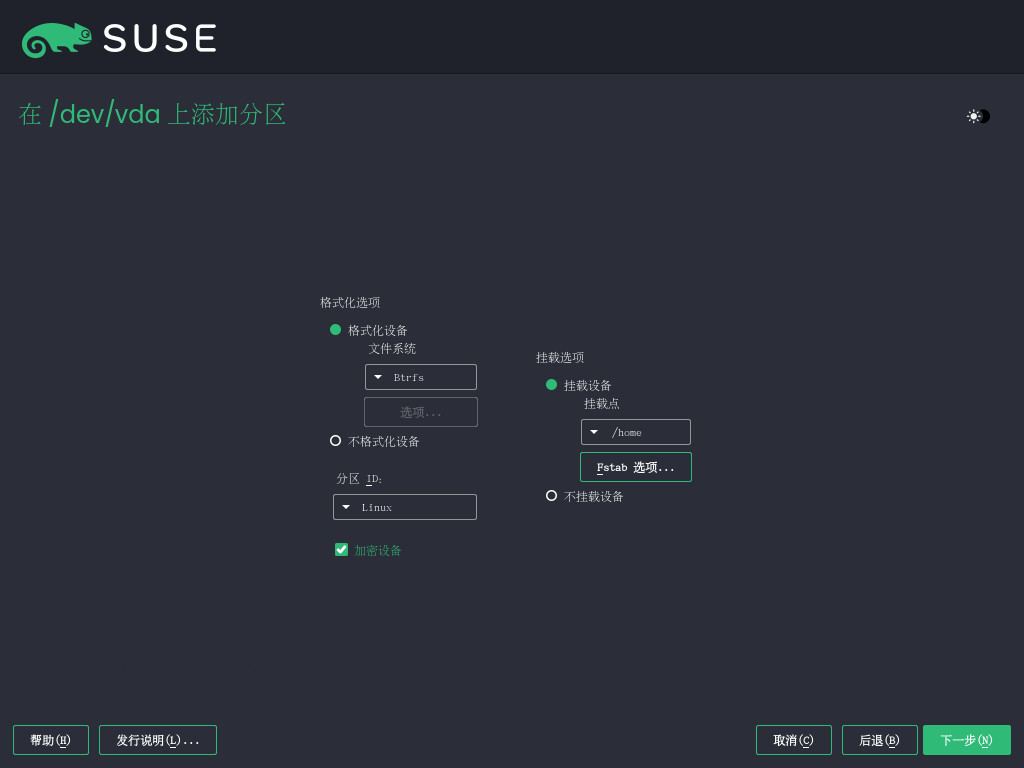 SUSE
在 /dev/vda 上添加分区
格式化选项
格式化设备
文件系统
Btrfs
选项...
不格式化设备
分区 ID:
Linux
加密设备
挂载选项
挂载设备
挂载点
/home
Fstab 选项...
不挂载设备
帮助(H)
发行说明(L)...
取消(C)
后退(B)
下一步(N)